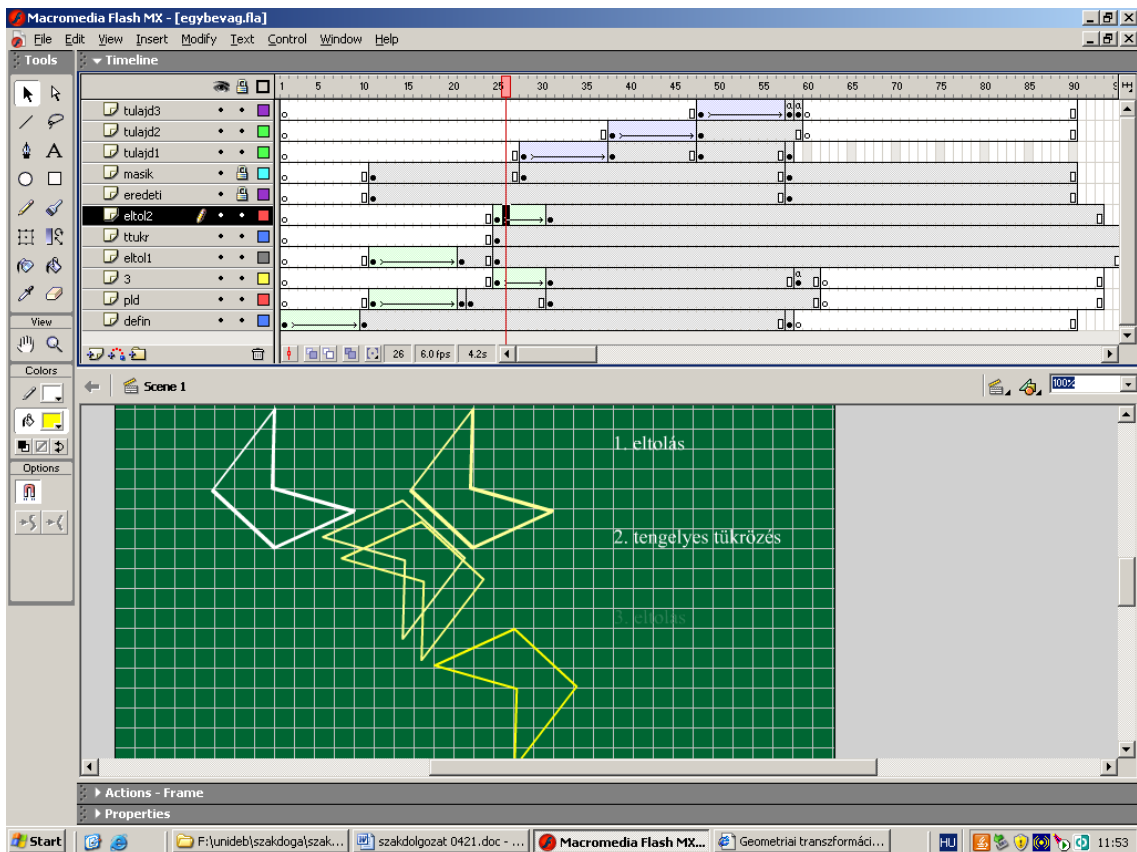 Macromedia Flash MX - [egybevag.fla]
File Edit View Insert Modify Text Control Window Help
Tools
Timeline
1 5 10 15 20 25 30 35 40 45 50 55 60 65 70 75 80 85 90 9
tulajd3
tulajd2
tulajd1
masik
eredeti
eltol2
ttukr
eltol1
3
pld
defin
26 6.0 fps 4.2s
View
Colors
Options
Scene 1
100%
1. eltolás
2. tengelyes tükrözés
3. eltolás
Actions - Frame
Properties
Start
F:\unideb\szakdoga\szak...
szakdolgozat 0421.doc - ...
Macromedia Flash MX...
Geometriai transzformáci...
HU
11:53